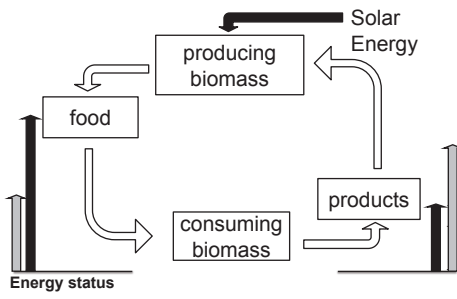 Solar
Energy
producing
biomass
food
products
consuming
biomass
Energy status